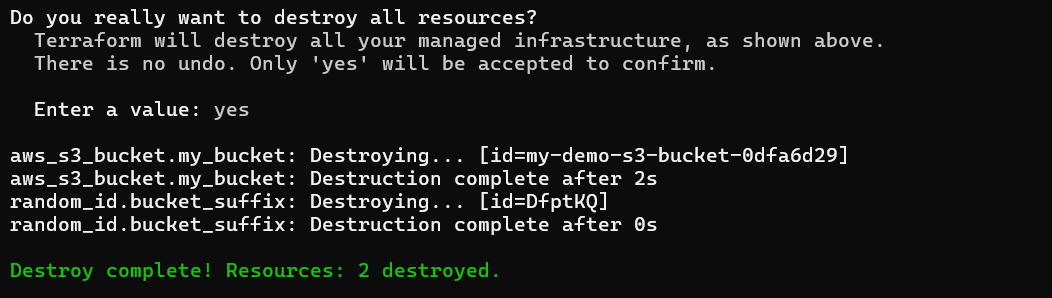 Do you really want to destroy all resources?
Terraform will destroy all your managed infrastructure, as shown above.
There is no undo. Only 'yes' will be accepted to confirm.
Enter a value: yes
aws_s3_bucket.my_bucket: Destroying... [id=my-demo-s3-bucket-0dfa6d29]
aws_s3_bucket.my_bucket: Destruction complete after 2s
random_id.bucket_suffix: Destroying... [id=DfptKQ]
random_id.bucket_suffix: Destruction complete after 0s
Destroy complete! Resources: 2 destroyed.